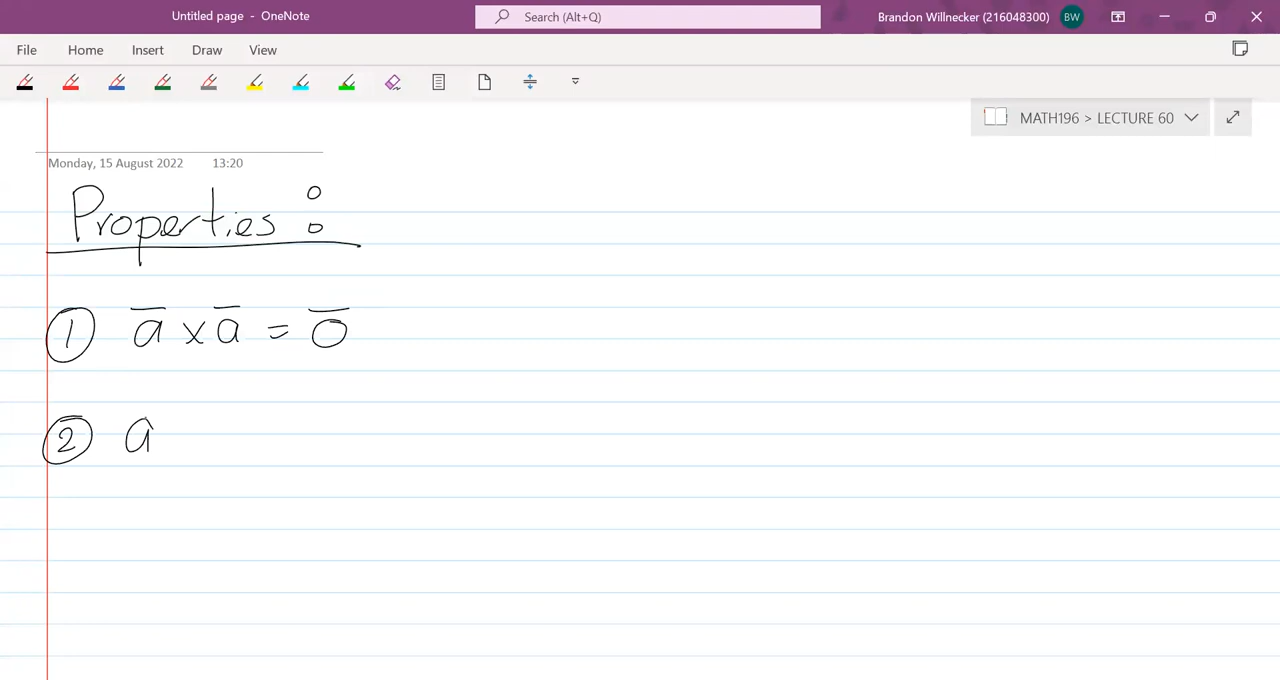 Untitled page - OneNote
Search (Alt+Q)
Brandon Willnecker (216048300)
BW
File Home Insert Draw View
MATH196 > LECTURE 60
Monday, 15 August 2022 13:20
Properties :
① a̅ × a̅ = 0̅
② a